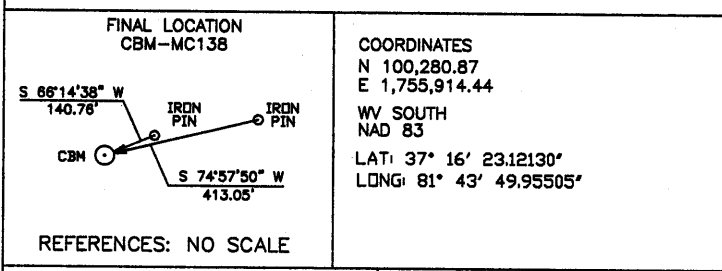 FINAL LOCATION
CBM-MC138
S 66°14'38" W
140.76'
IRON
PIN
IRON
PIN
CBM
S 74°57'50" W
413.05'
REFERENCES: NO SCALE
COORDINATES
N 100,280.87
E 1,755,914.44
WV SOUTH
NAD 83
LAT: 37° 16' 23.12130"
LONG: 81° 43' 49.95505"